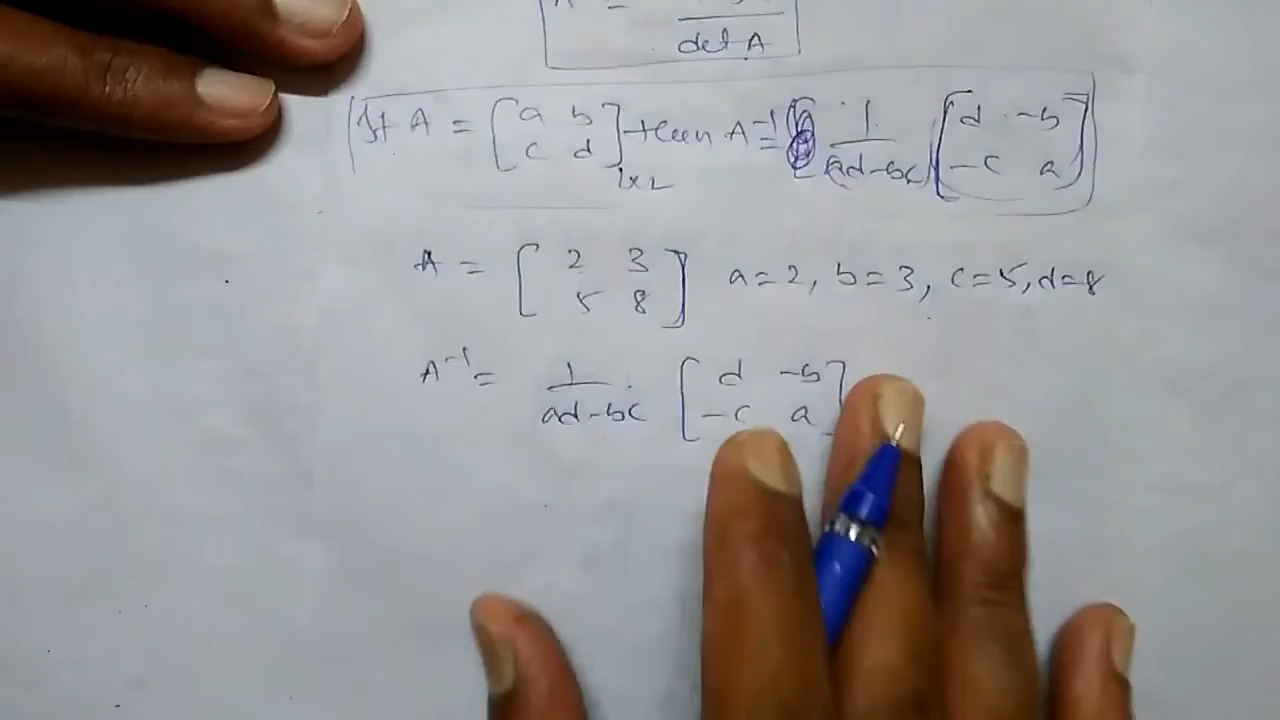 det A
If A = [a b c d]2x2 then A^-1 = 1/(ad-bc) [d -b -c a]
A = [2 3 5 8] a=2, b=3, c=5, d=8
A^-1 = 1/(ad-bc) [d -b -c a]